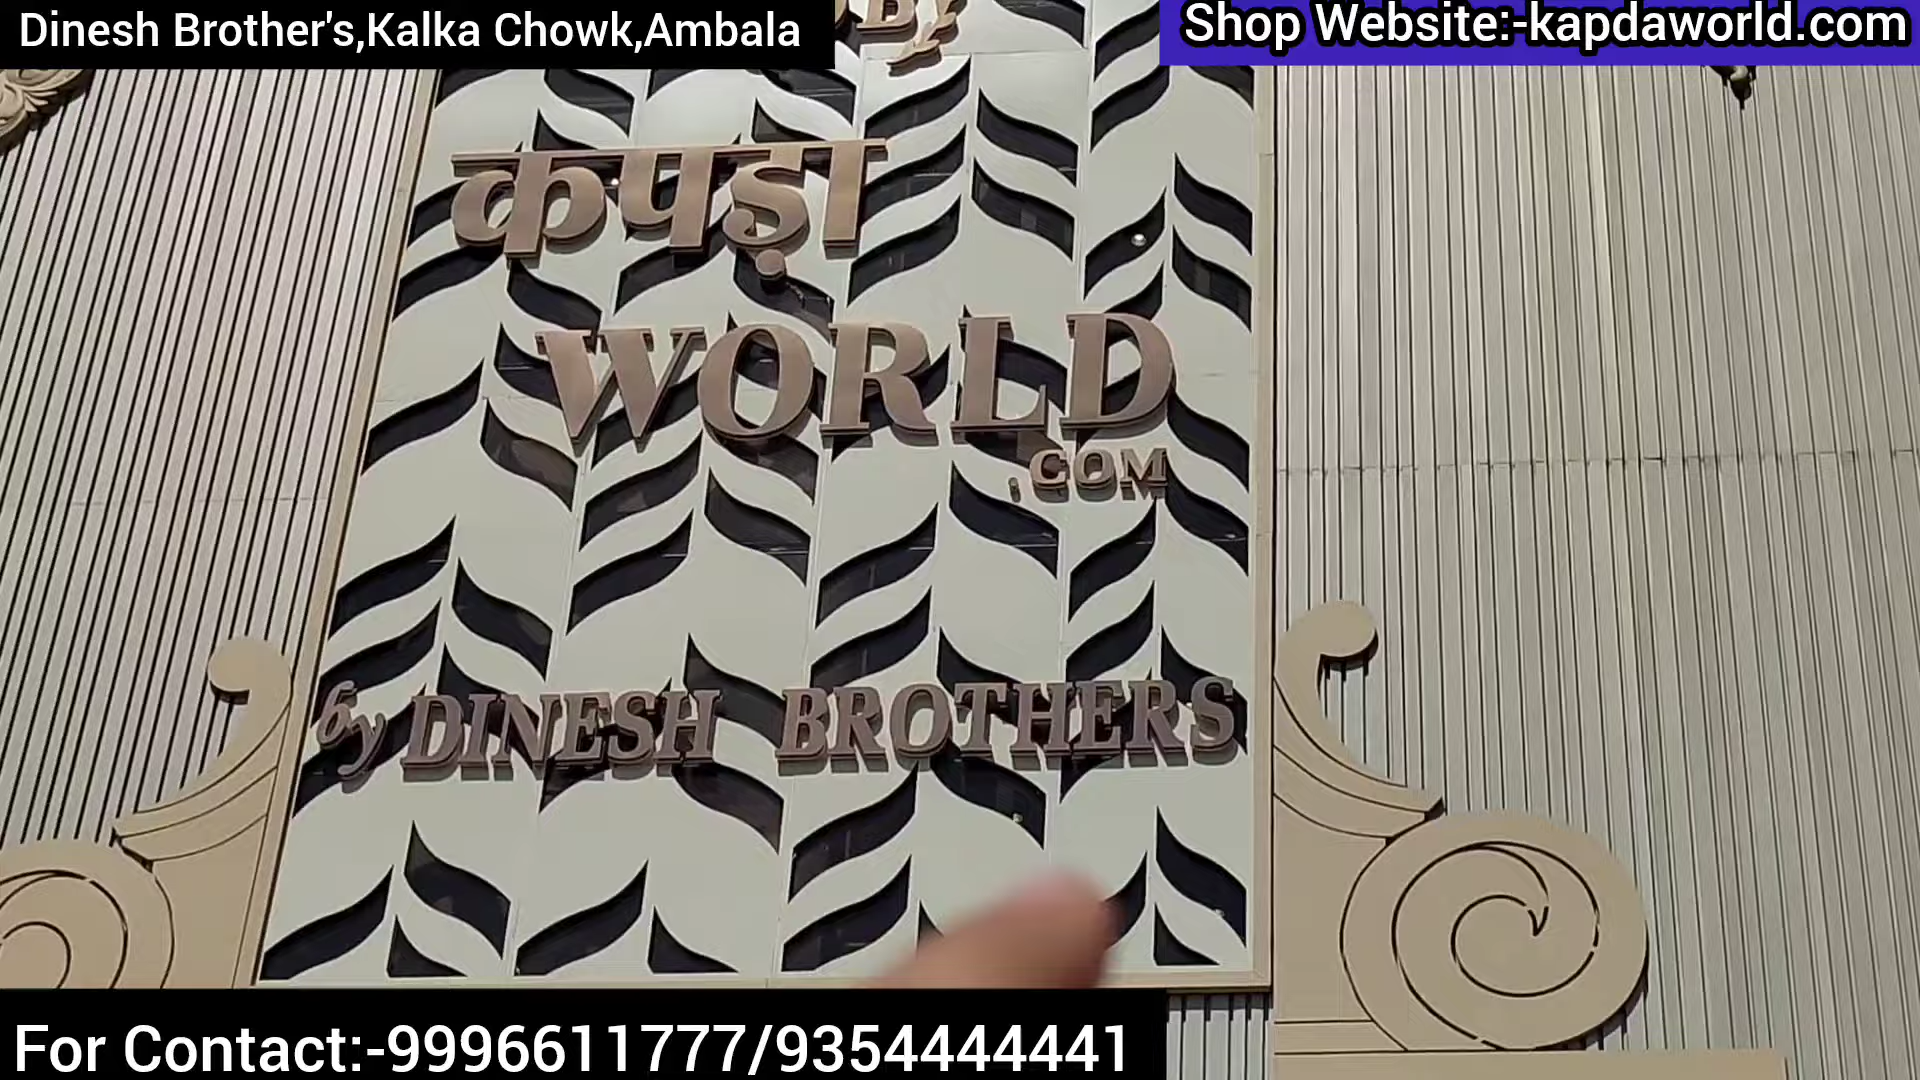 Dinesh Brother's,Kalka Chowk,Ambala
Shop Website:-kapdaworld.com
कपड़ा
WORLD
.COM
by DINESH BROTHERS
For Contact:-9996611777/9354444441